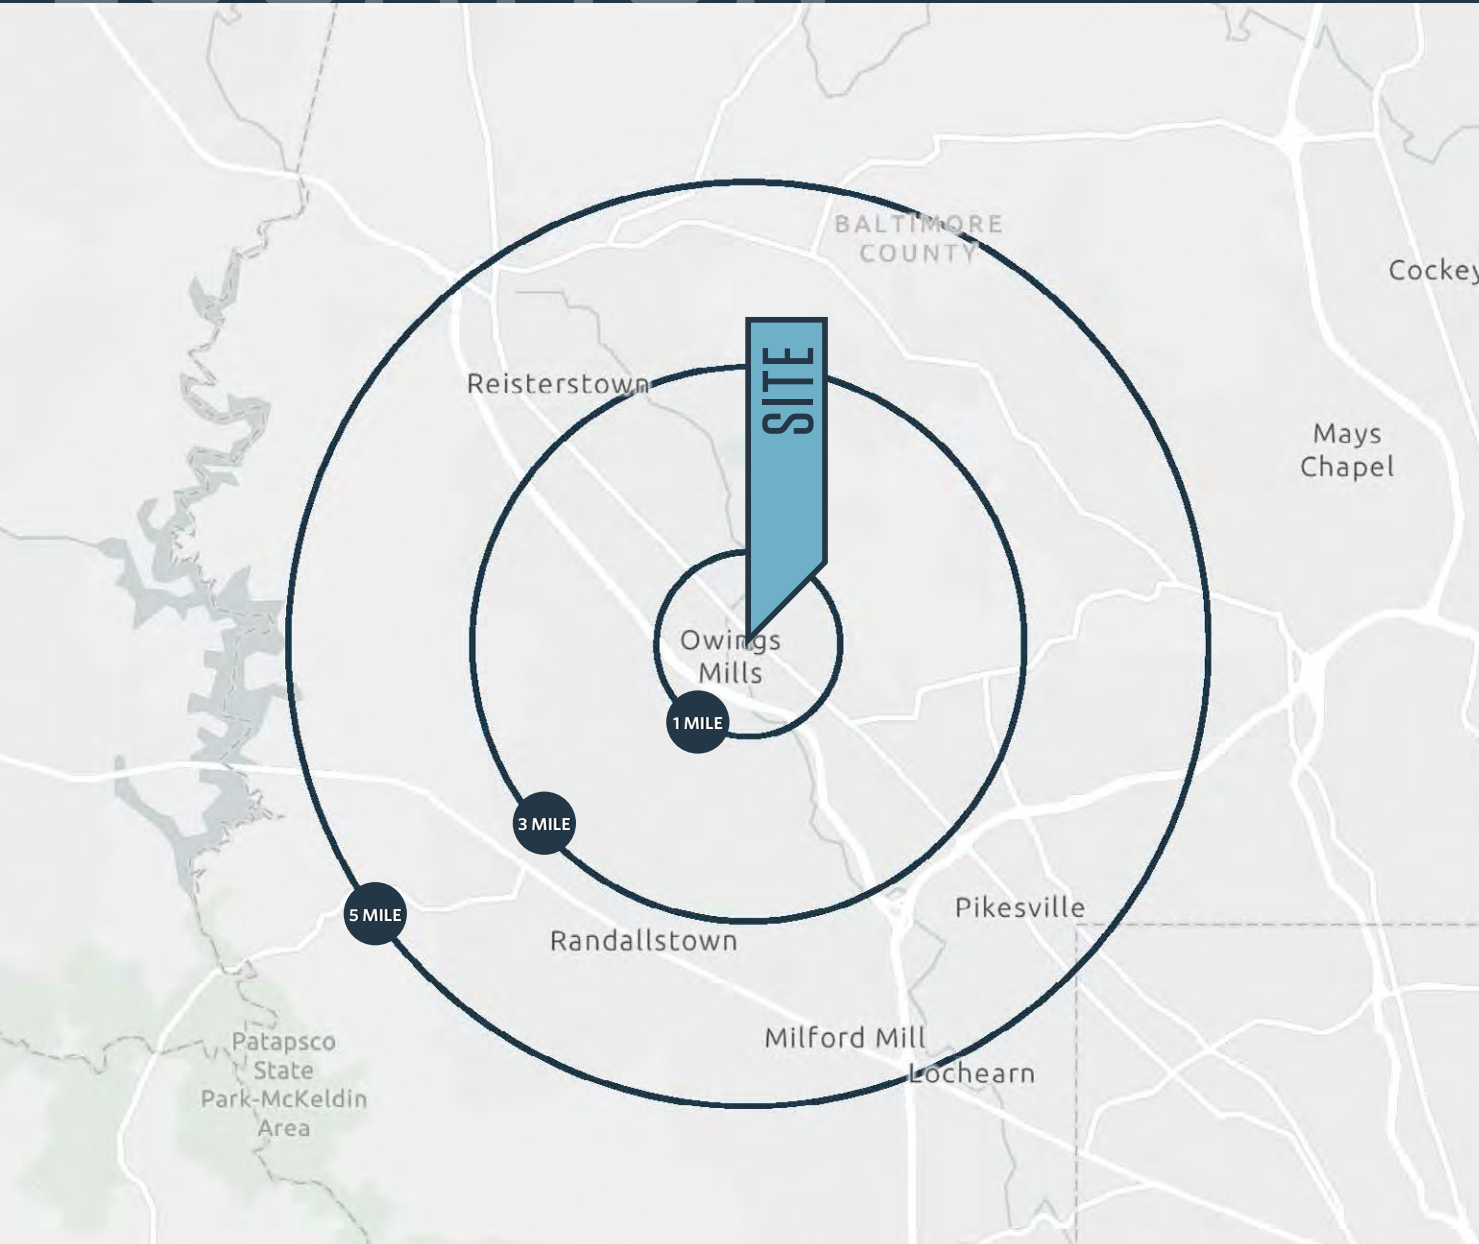 BALTIMORE
COUNTY
Cockey
SITE
Reisterstown
Mays
Chapel
Owings
Mills
1 MILE
3 MILE
5 MILE
Pikesville
Randallstown
Milford Mill
Lochearn
Patapsco
State
Park-McKeldin
Area